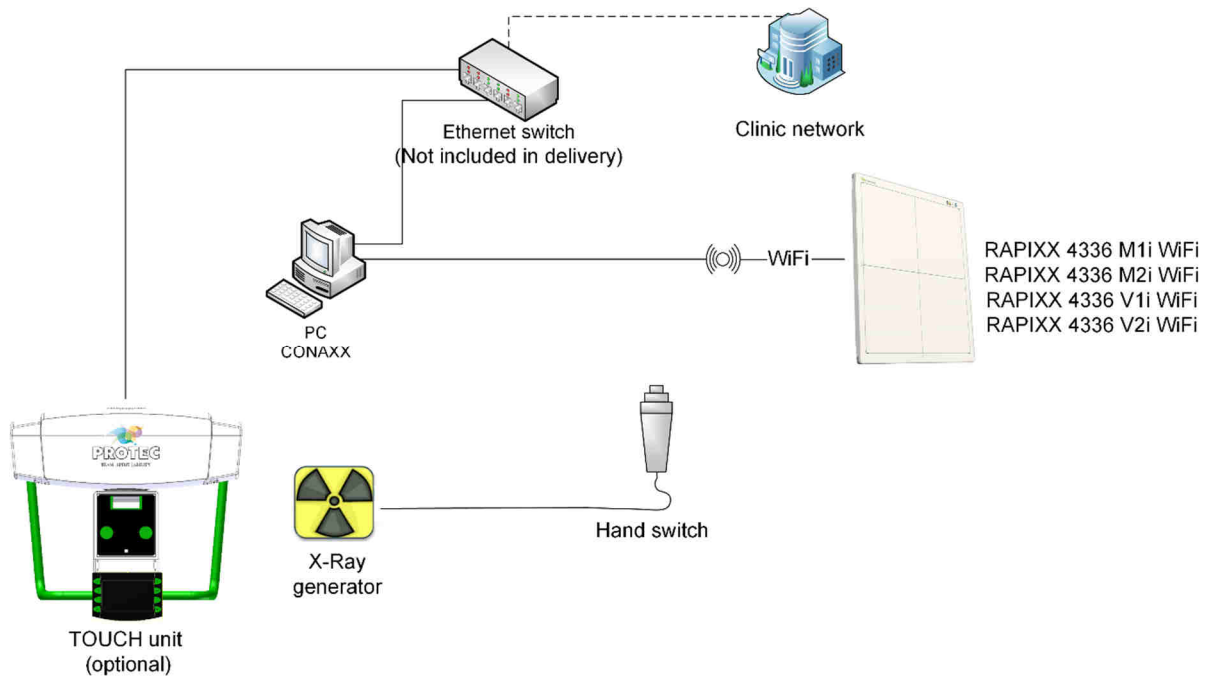 Ethernet switch
(Not included in delivery)
Clinic network
WiFi
RAPIXX 4336 M1i WiFi
RAPIXX 4336 M2i WiFi
RAPIXX 4336 V1i WiFi
RAPIXX 4336 V2i WiFi
PC
CONAXX
PROTEC
Hand switch
X-Ray
generator
TOUCH unit
(optional)